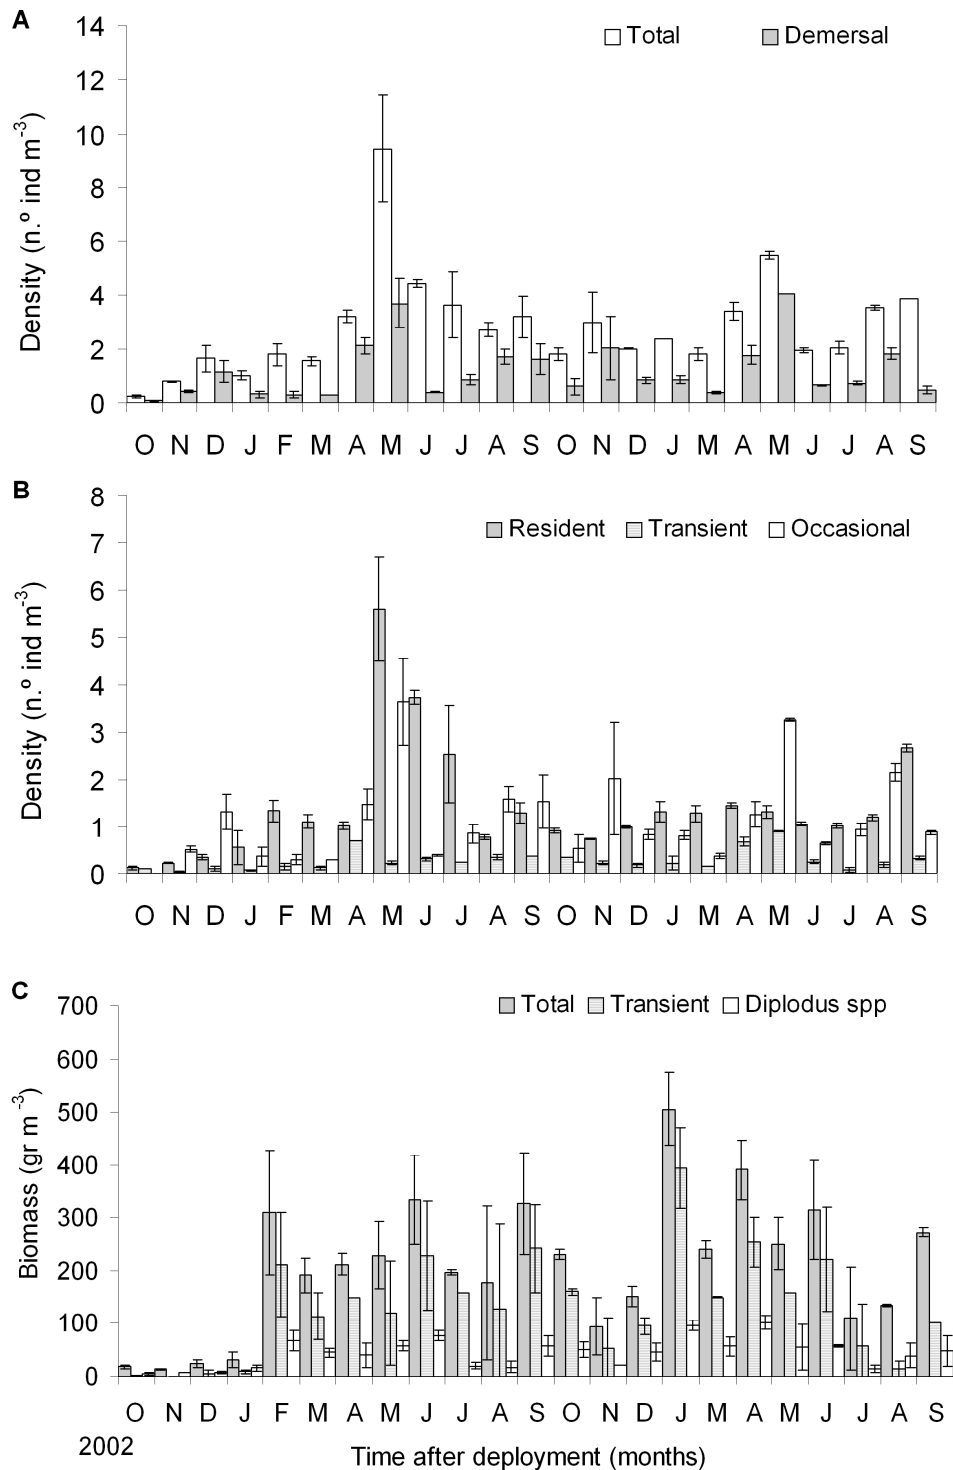 A
Total Demersal
Density (n.º ind m-3)
14
12
10
8
6
4
2
0
O N D J F M A M J J A S O N D J M A M J J A S
B
Resident Transient Occasional
Density (n.º ind m-3)
8
7
6
5
4
3
2
1
0
O N D J F M A M J J A S O N D J M A M J J A S
C
Total Transient Diplodus spp
Biomass (gr m-3)
700
600
500
400
300
200
100
0
O N D J F M A M J J A S O N D J M A M J J A S
2002
Time after deployment (months)